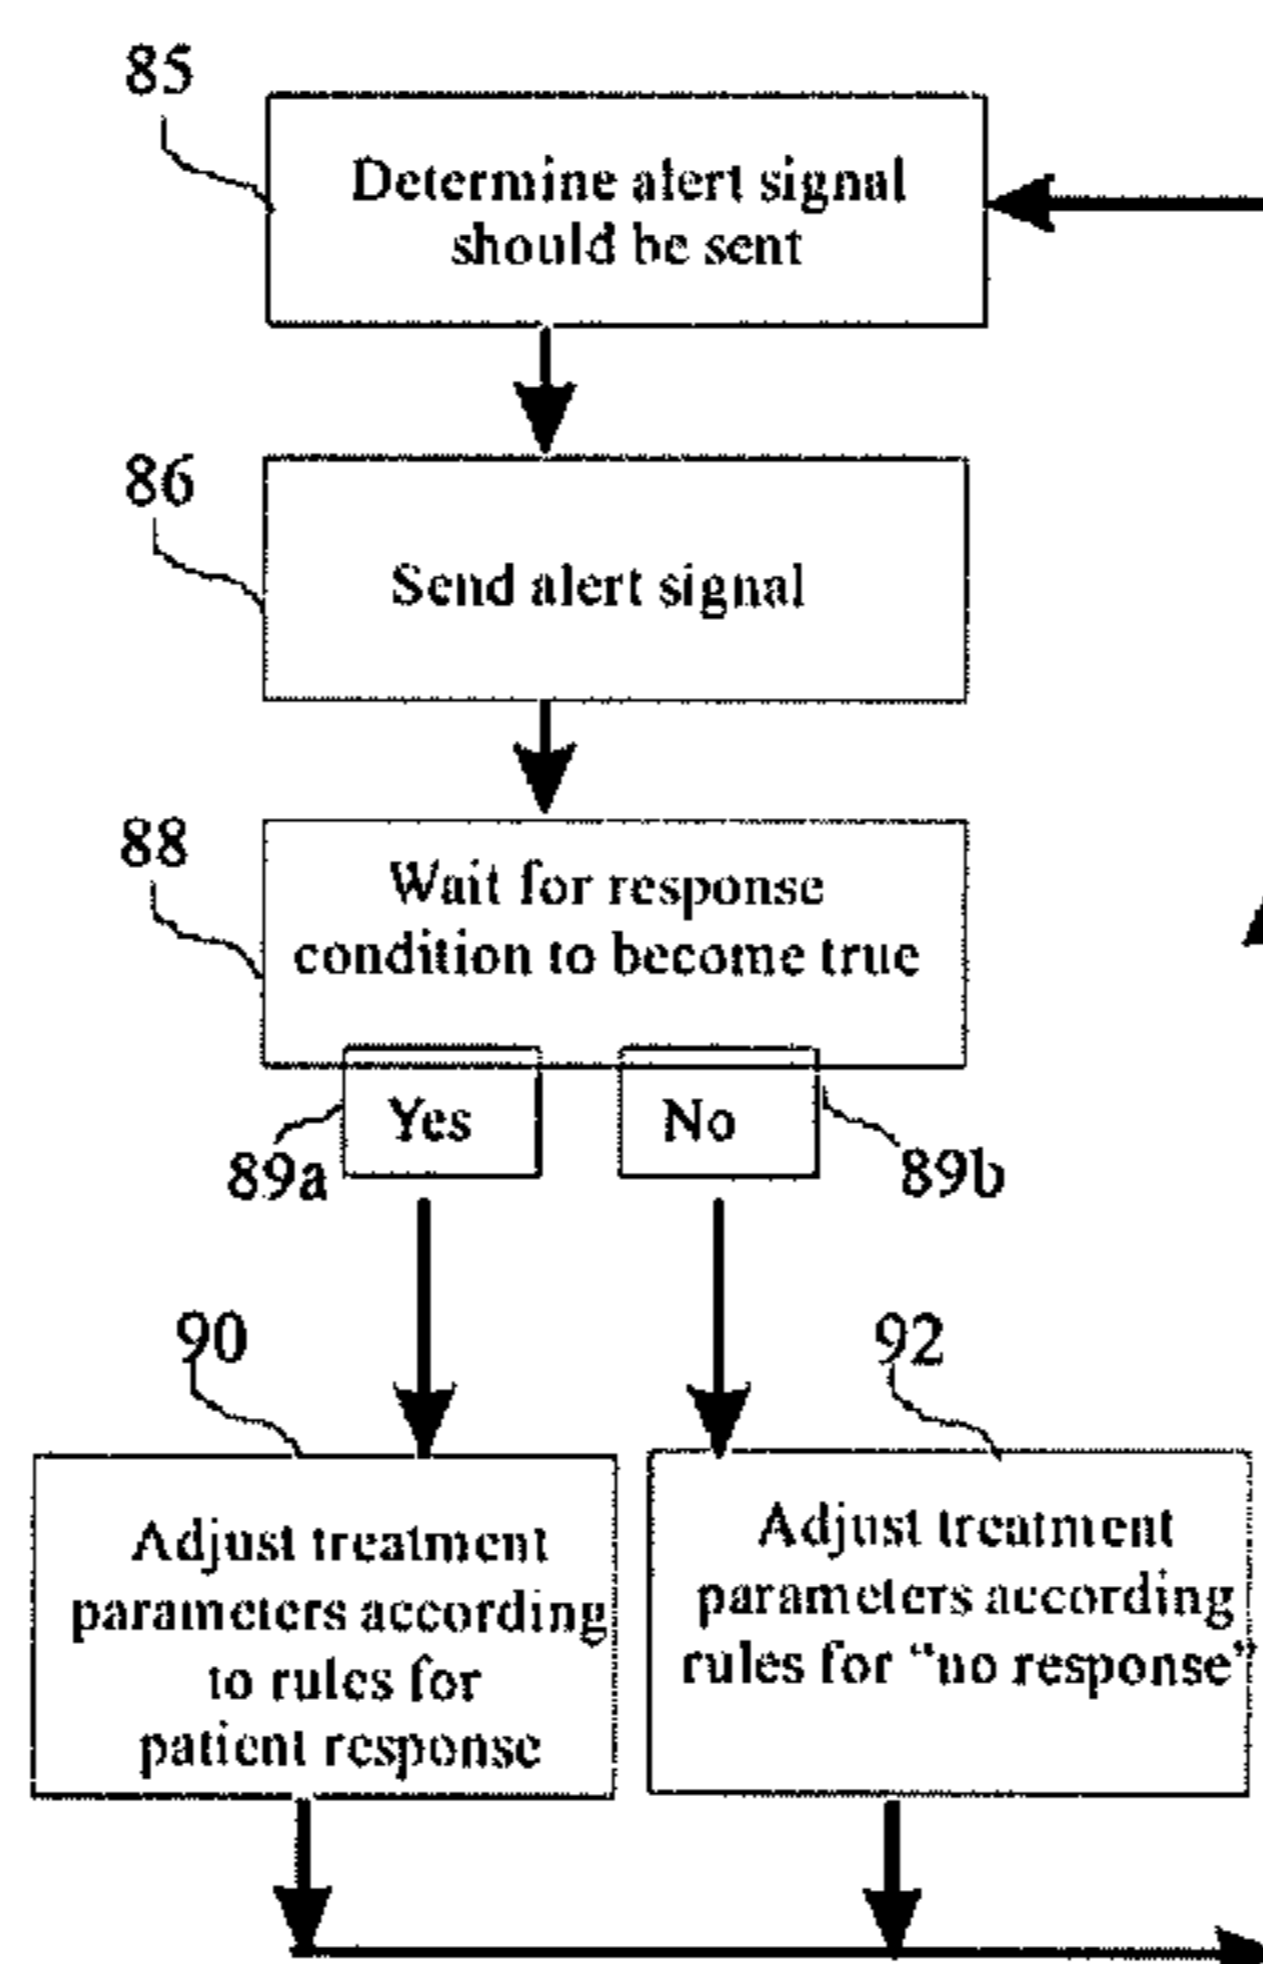 85
Determine alert signal
should be sent
86
Send alert signal
88
Wait for response
condition to become true
Yes
No
89a
89b
90
92
Adjust treatment
parameters according
to rules for
patient response
Adjust treatment
parameters according
rules for “no response”